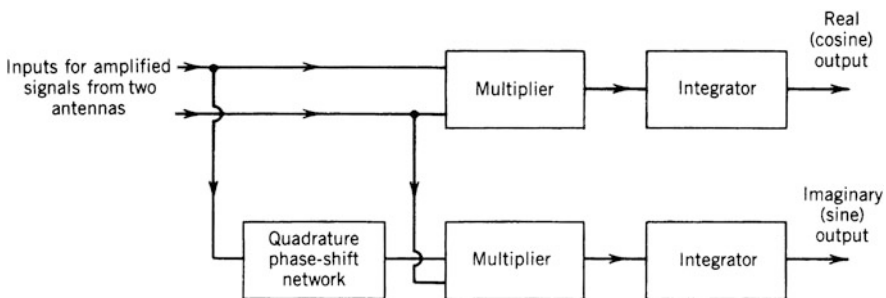 Real
(cosine)
output
Inputs for amplified
signals from two
antennas
Multiplier
Integrator
Imaginary
(sine)
output
Quadrature
phase-shift
network
Multiplier
Integrator